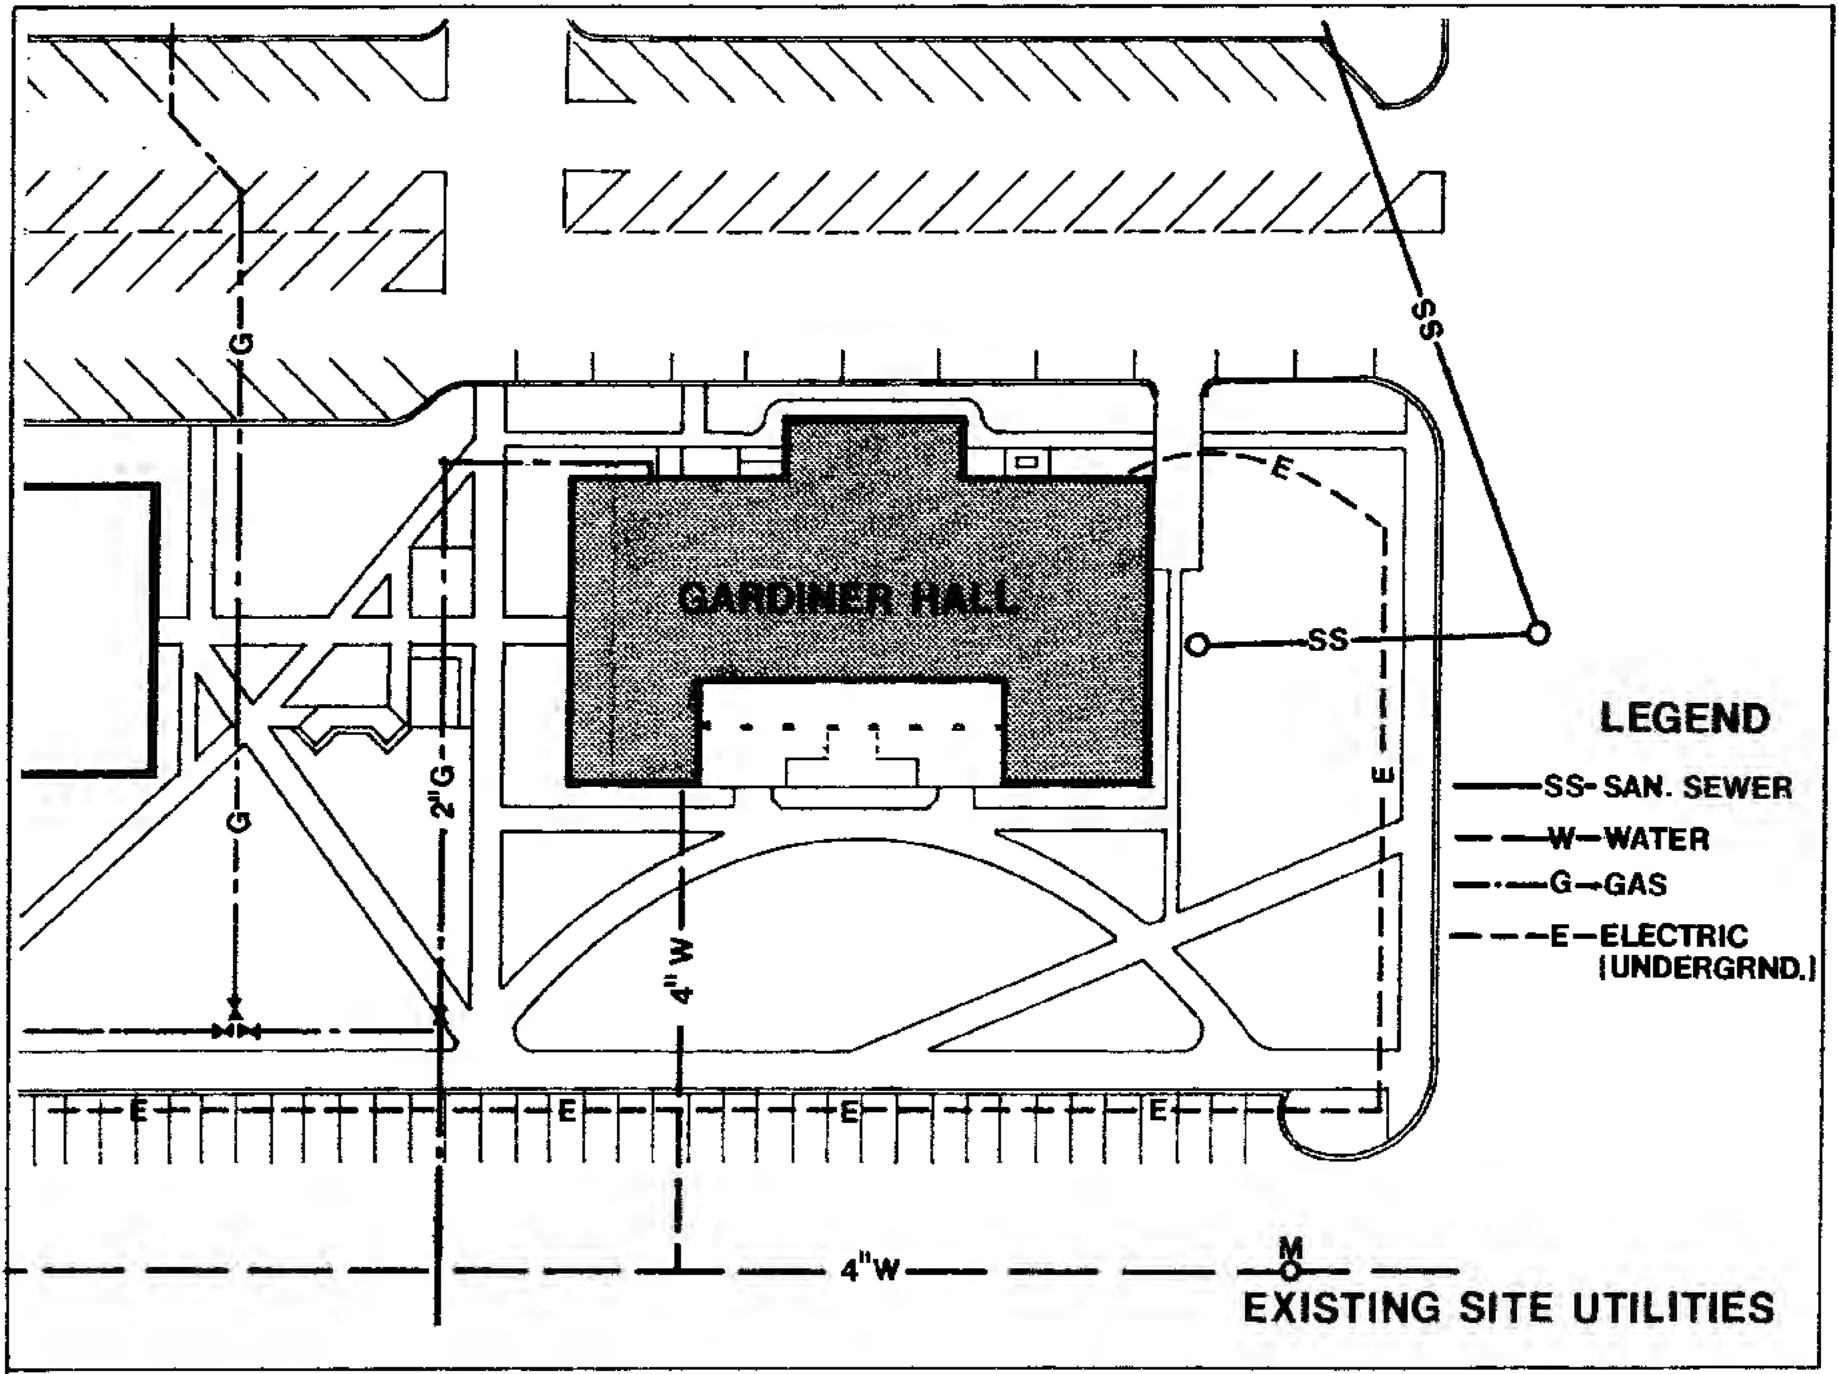 SS
G
E
GARDINER HALL
SS
LEGEND
2"G
E
SS- SAN. SEWER
G
W- WATER
G- GAS
E- ELECTRIC
(UNDERGRND.)
4" W
E
E
E
E
M
4"W
EXISTING SITE UTILITIES